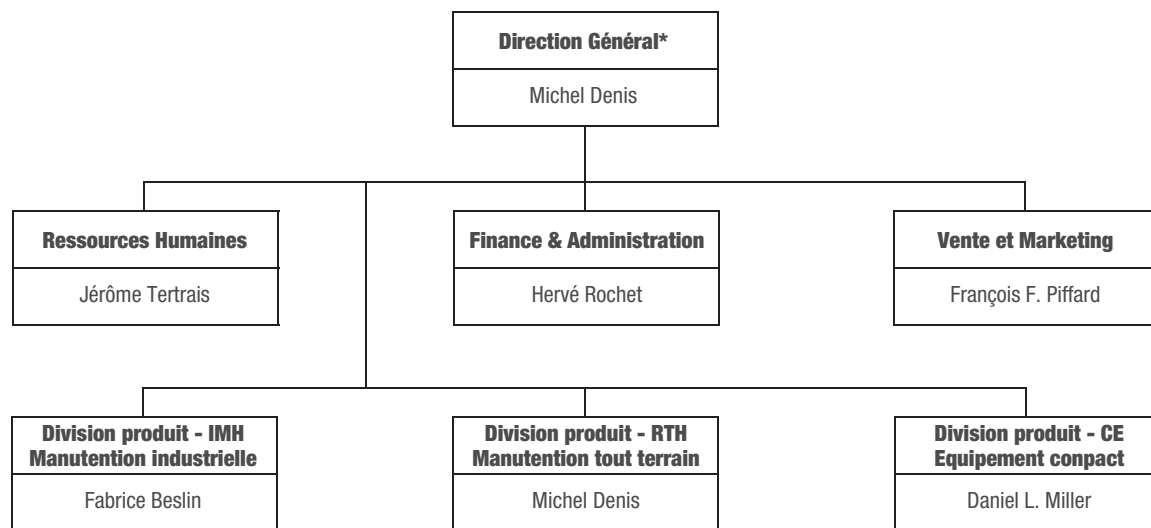 Direction Général*
Michel Denis
Ressources Humaines
Jérôme Tertrais
Finance & Administration
Hervé Rochet
Vente et Marketing
François F. Piffard
Division produit - IMH
Manutention industrielle
Fabrice Beslin
Division produit - RTH
Manutention tout terrain
Michel Denis
Division produit - CE
Equipement conpact
Daniel L. Miller